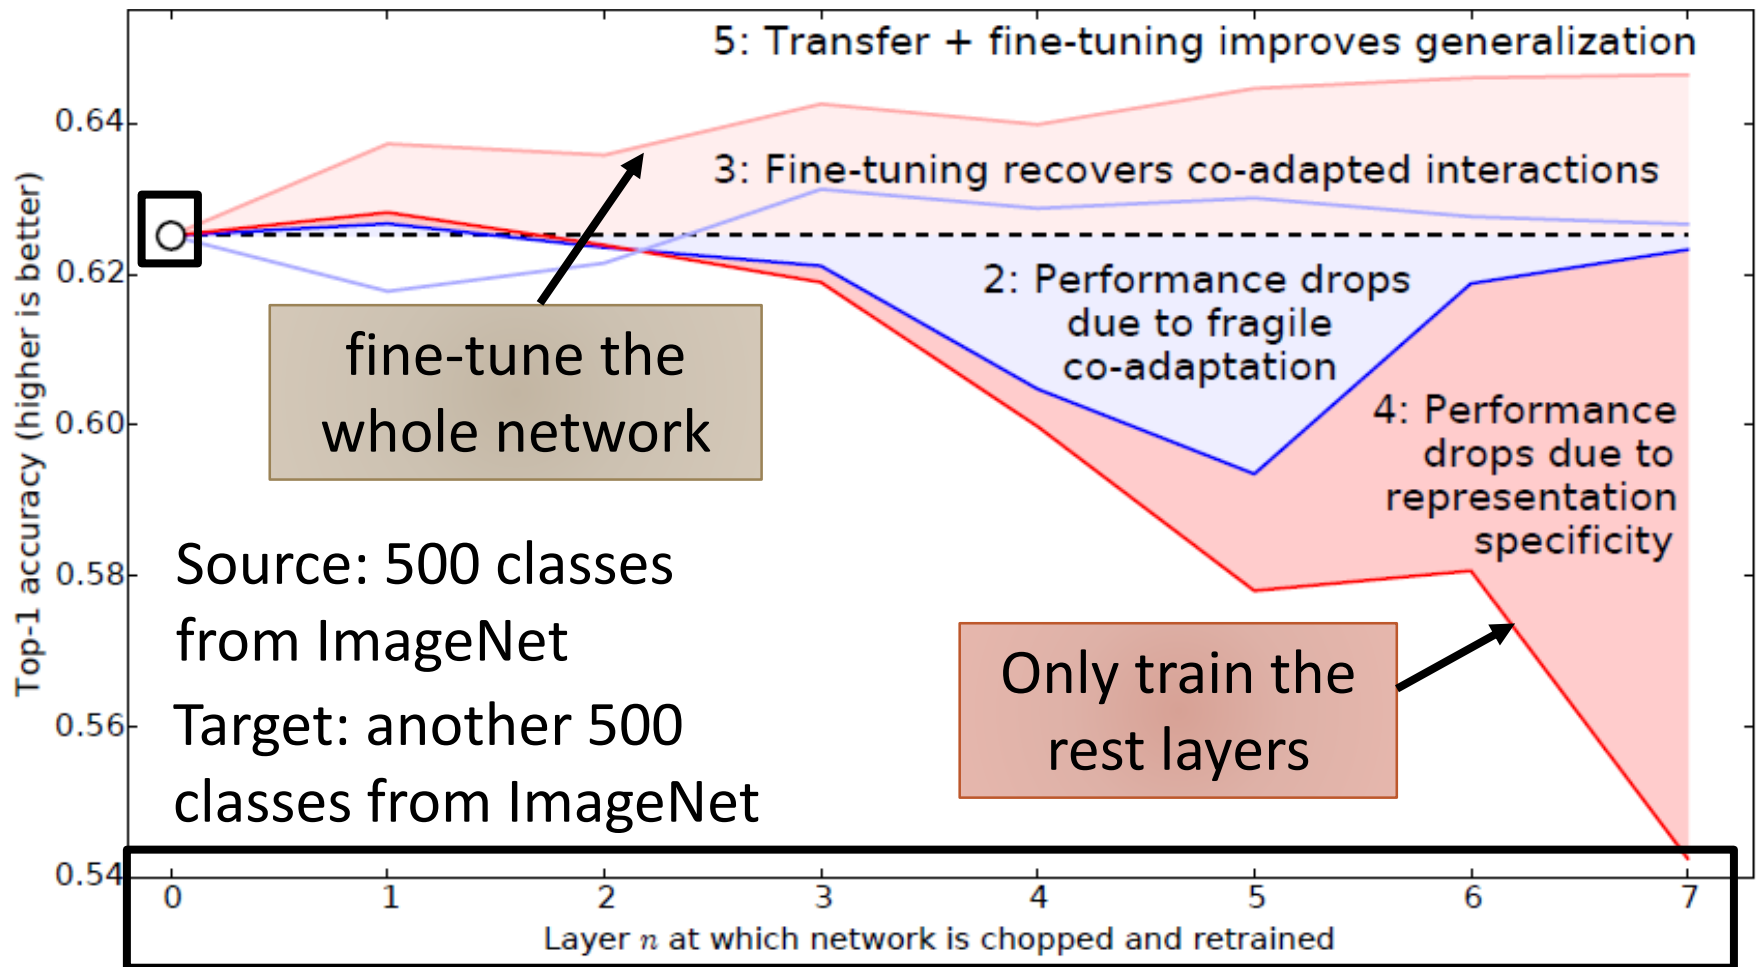 5: Transfer + fine-tuning improves generalization
0.64
3: Fine-tuning recovers co-adapted interactions
0.62
2: Performance drops
due to fragile
co-adaptation
fine-tune the
whole network
0.60
4: Performance
drops due to
representation
specificity
0.58
Source: 500 classes
from ImageNet
Only train the
rest layers
0.56
Target: another 500
classes from ImageNet
0.54
Top-1 accuracy (higher is better)
0 1 2 3 4 5 6 7
Layer n at which network is chopped and retrained